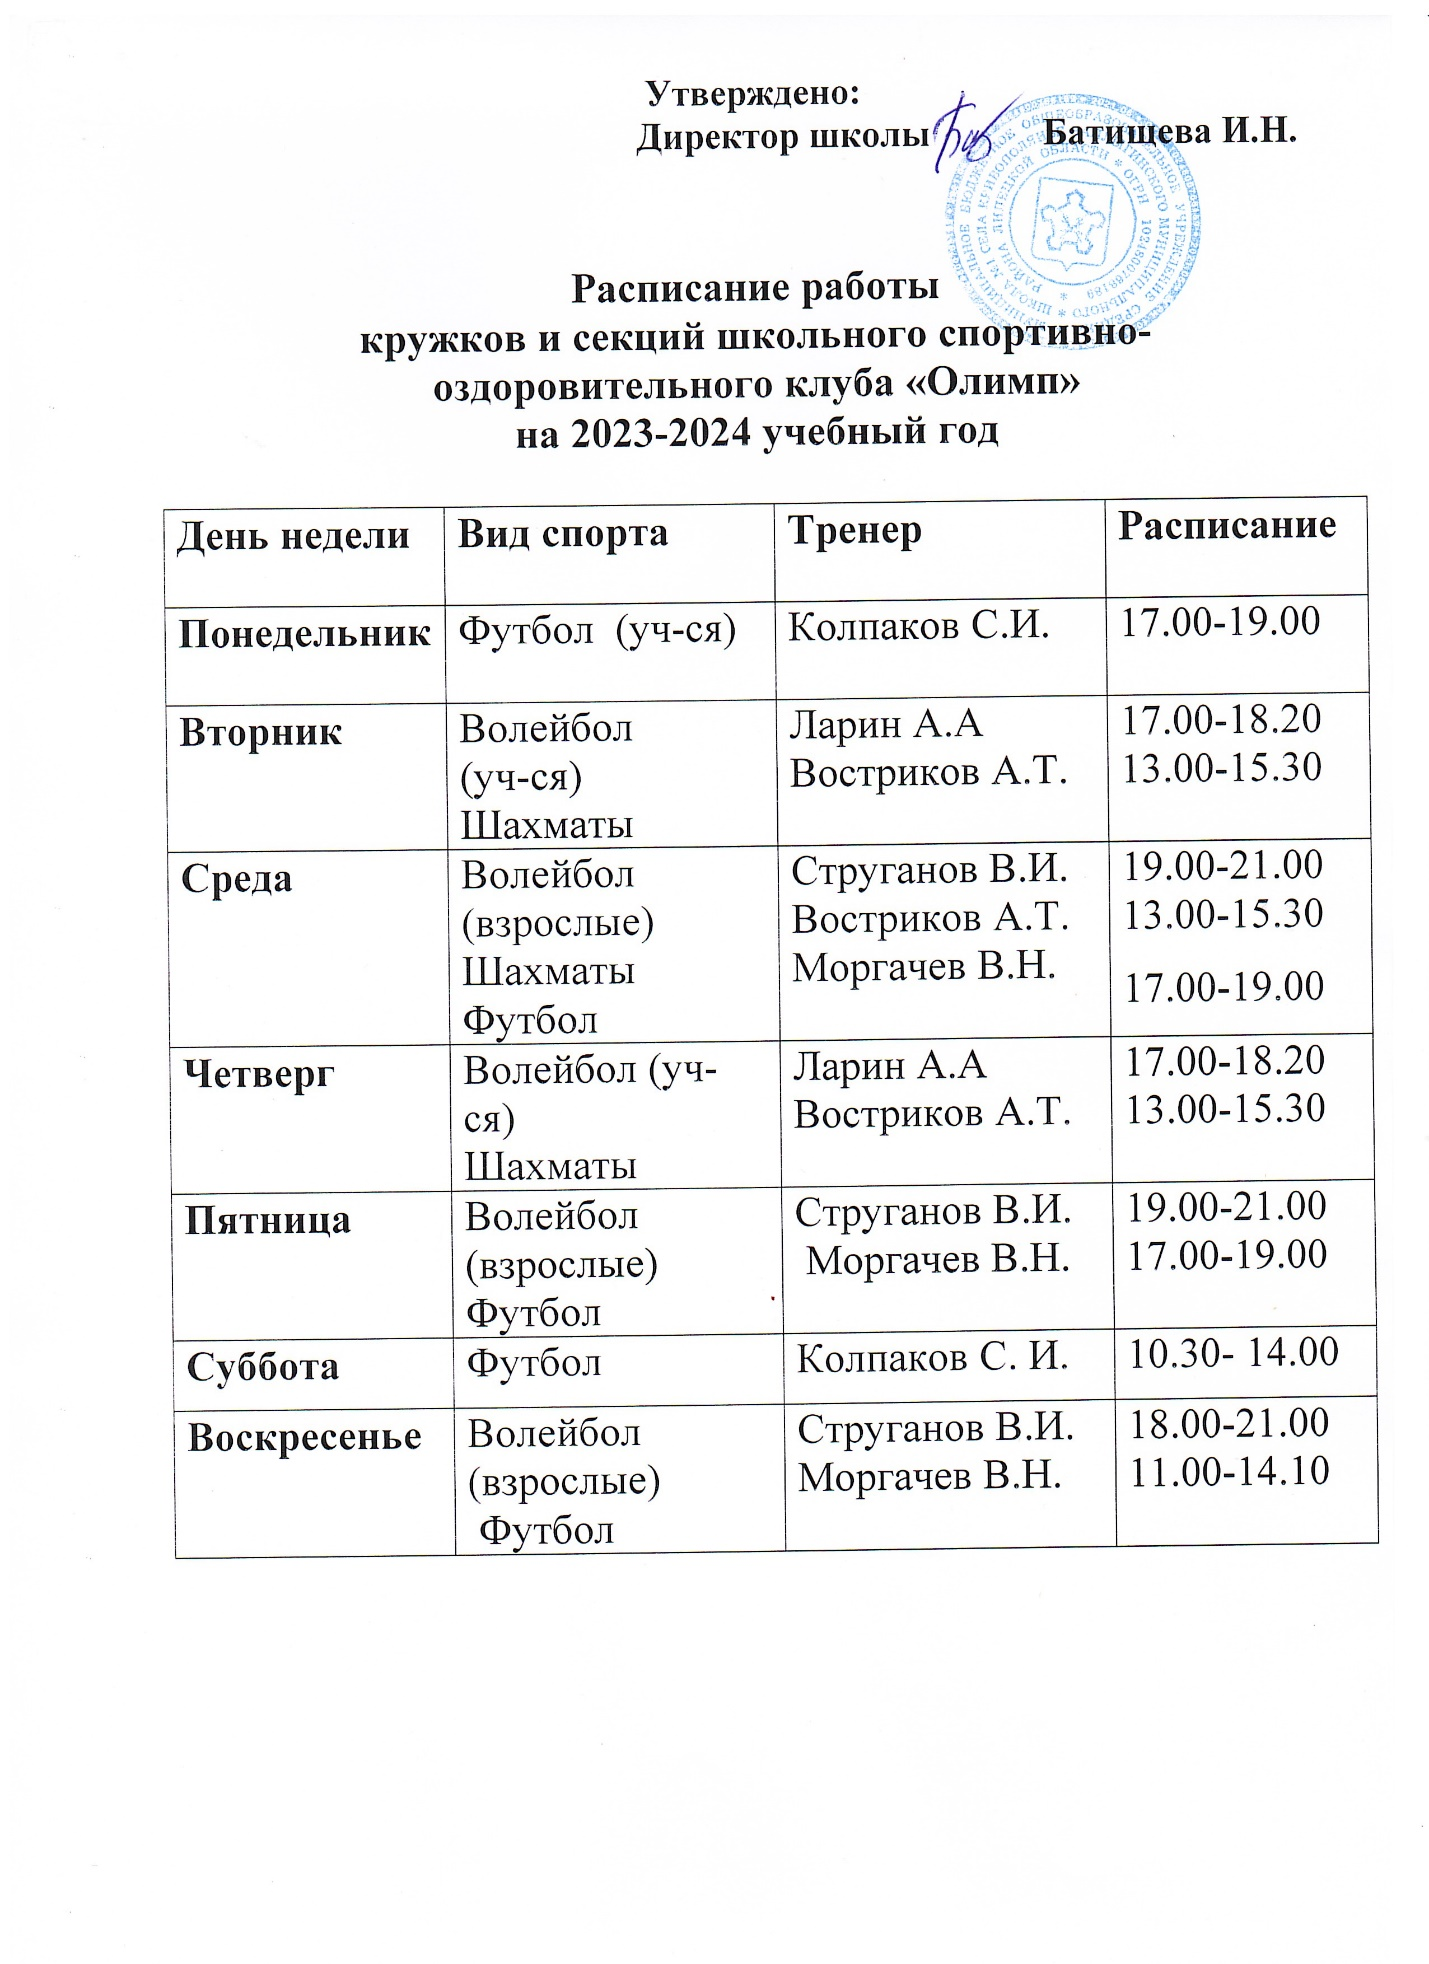 Утверждено:
Директор школы Батищева И.Н.
Расписание работы
кружков и секций школьного спортивно-
оздоровительного клуба «Олимп»
на 2023-2024 учебный год
День недели Вид спорта Тренер Расписание
Понедельник Футбол (уч-ся) Колпаков С.И. 17.00-19.00
Вторник Волейбол Ларин А.А 17.00-18.20
(уч-ся) Востриков А.Т. 13.00-15.30
Шахматы
Среда Волейбол Струганов В.И. 19.00-21.00
(взрослые) Востриков А.Т. 13.00-15.30
Шахматы Моргачев В.Н. 17.00-19.00
Футбол
Четверг Волейбол (уч- Ларин А.А 17.00-18.20
ся) Востриков А.Т. 13.00-15.30
Шахматы
Пятница Волейбол Струганов В.И. 19.00-21.00
(взрослые) Моргачев В.Н. 17.00-19.00
Футбол
Суббота Футбол Колпаков С. И. 10.30- 14.00
Воскресенье Волейбол Струганов В.И. 18.00-21.00
(взрослые) Моргачев В.Н. 11.00-14.10
Футбол